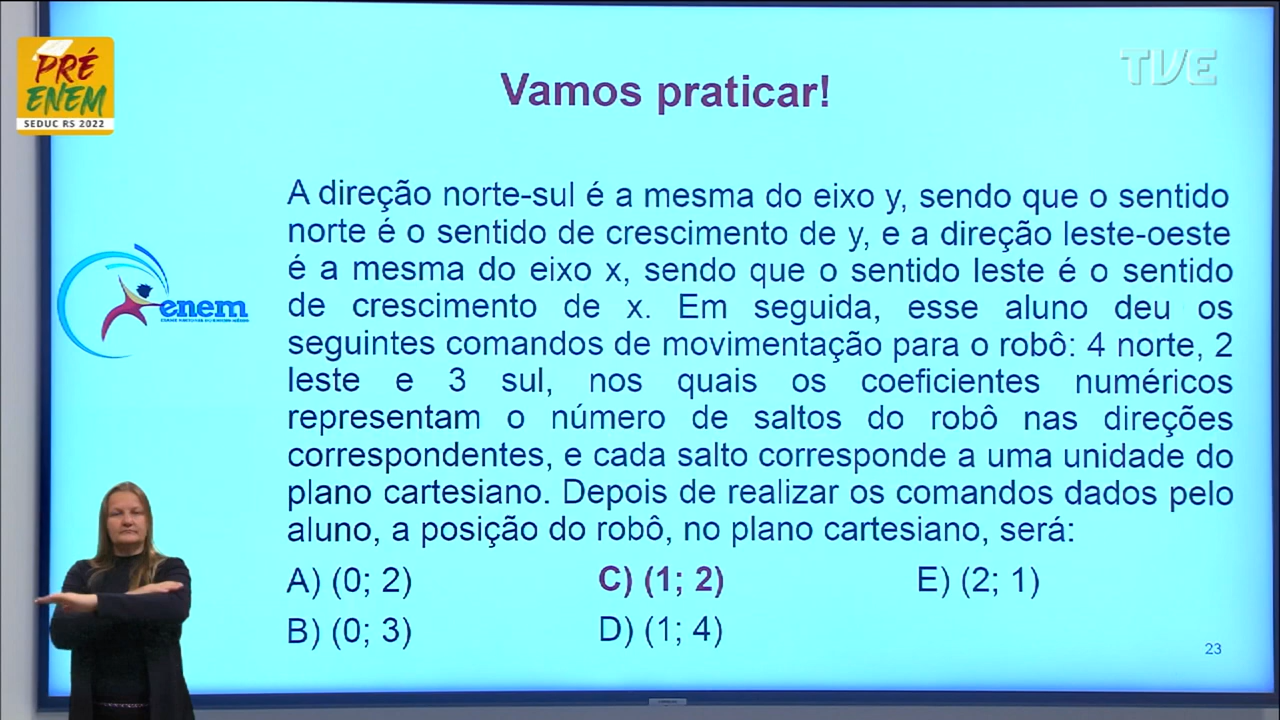 PRÉ
ENEM
SEDUC RS 2022
TVE
Vamos praticar!
A direção norte-sul é a mesma do eixo y, sendo que o sentido
norte é o sentido de crescimento de y, e a direção leste-oeste
é a mesma do eixo x, sendo que o sentido leste é o sentido
de crescimento de x. Em seguida, esse aluno deu os
seguintes comandos de movimentação para o robô: 4 norte, 2
leste e 3 sul, nos quais os coeficientes numéricos
representam o número de saltos do robô nas direções
correspondentes, e cada salto corresponde a uma unidade do
plano cartesiano. Depois de realizar os comandos dados pelo
aluno, a posição do robô, no plano cartesiano, será:
A) (0; 2) C) (1; 2) E) (2; 1)
B) (0; 3) D) (1; 4)
enem
23